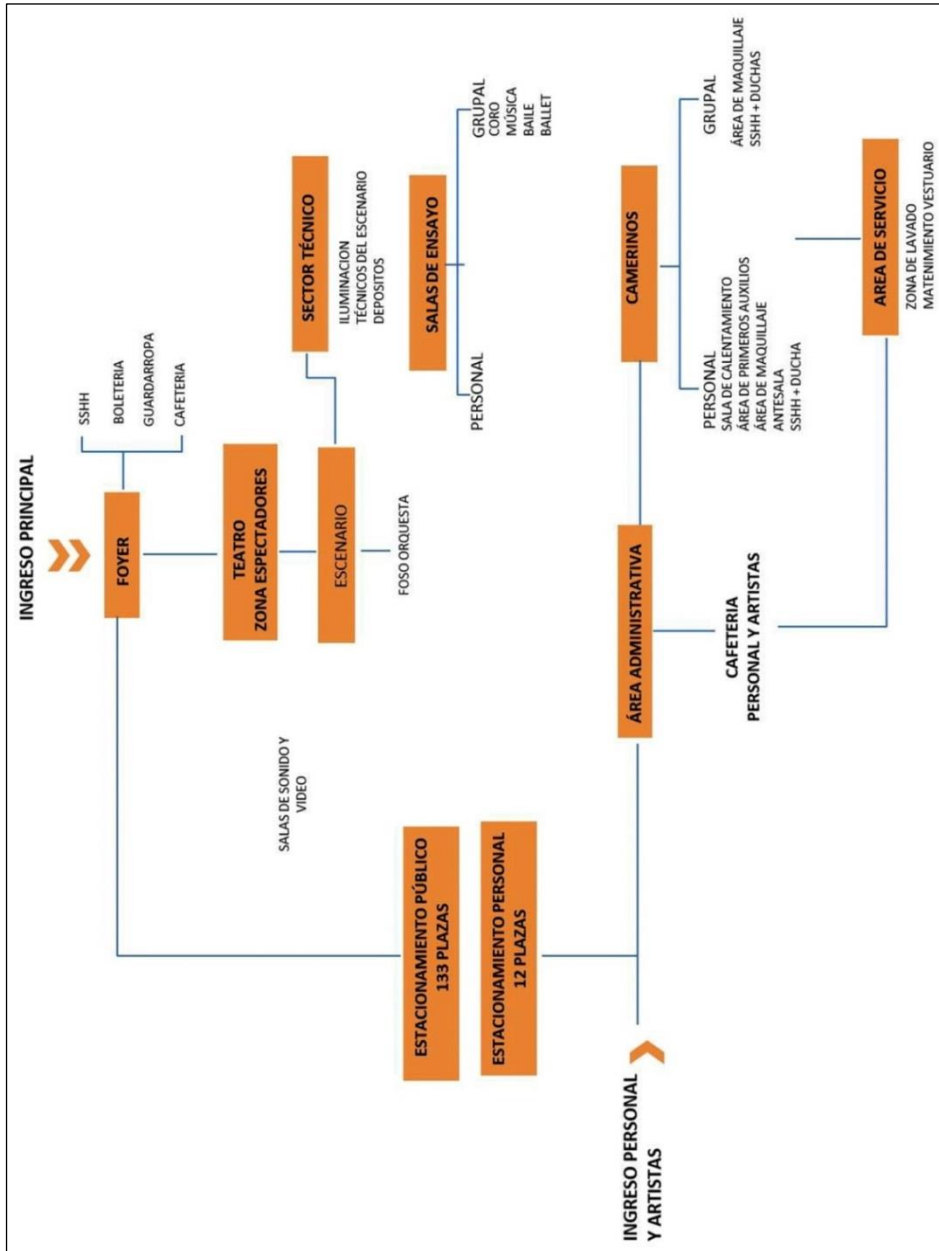 INGRESO PRINCIPAL
FOYER
SSHH
BOLETERIA
GUARDARROPA
CAFETERIA
TEATRO
ZONA ESPECTADORES
ESCENARIO
FOSO ORQUESTA
SECTOR TÉCNICO
ILUMINACION
TÉCNICOS DEL ESCENARIO
DEPOSITOS
SALAS DE SONIDO Y
VIDEO
SALAS DE ENSAYO
PERSONAL
GRUPAL
CORO
MÚSICA
BAILE
BALLET
ESTACIONAMIENTO PÚBLICO
133 PLAZAS
ESTACIONAMIENTO PERSONAL
12 PLAZAS
INGRESO PERSONAL
Y ARTISTAS
ÁREA ADMINISTRATIVA
CAFETERIA
PERSONAL Y ARTISTAS
CAMERINOS
PERSONAL
SALA DE CALENTAMIENTO
ÁREA DE PRIMEROS AUXILIOS
ÁREA DE MAQUILLAJE
ANTESALA
SSHH + DUCHA
GRUPAL
ÁREA DE MAQUILLAJE
SSHH + DUCHAS
AREA DE SERVICIO
ZONA DE LAVADO
MATENIMIENTO VESTUARIO